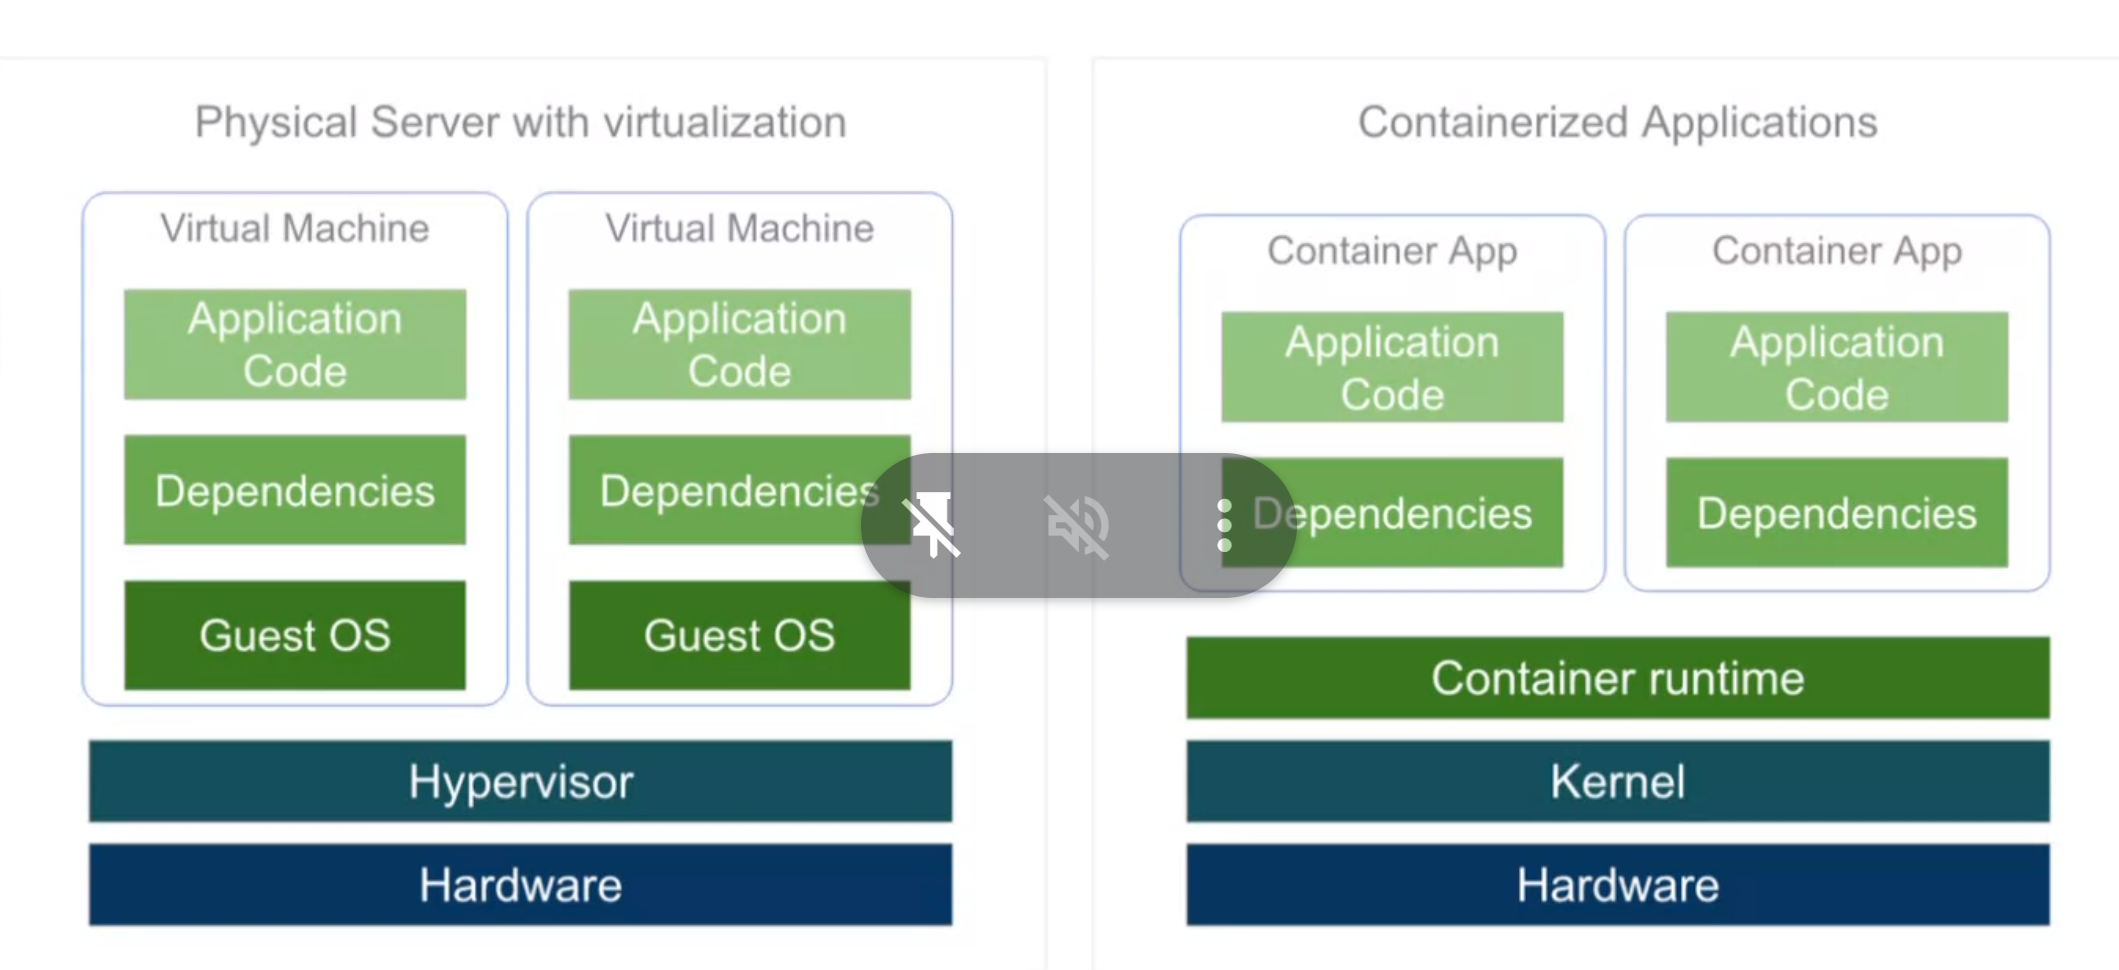 Physical Server with virtualization
Virtual Machine
Application
Code
Dependencies
Guest OS
Virtual Machine
Application
Code
Dependencies
Guest OS
Hypervisor
Hardware
Containerized Applications
Container App
Application
Code
Dependencies
Container App
Application
Code
Dependencies
Container runtime
Kernel
Hardware